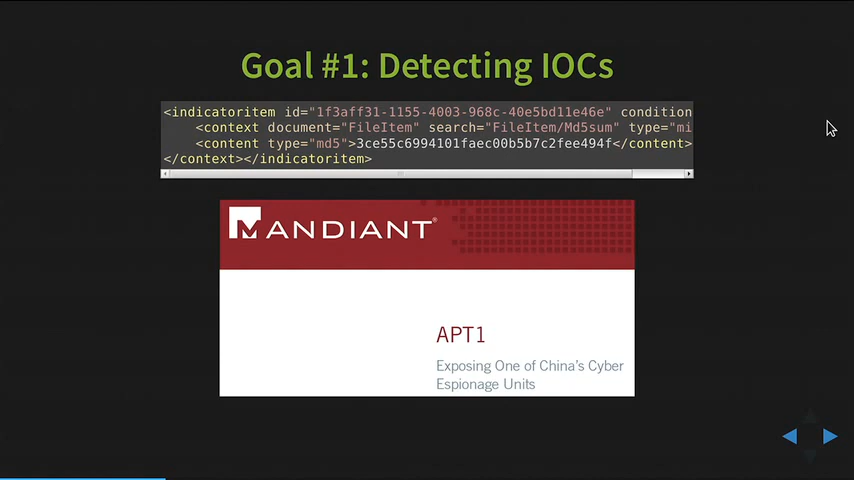 Goal #1: Detecting IOCs
<indicatoritem id="1f3aff31-1155-4003-968c-40e5bd11e46e" condition
<context document="FileItem" search="FileItem/Md5sum" type="mi
<content type="md5">3ce55c6994101faec00b5b7c2fee494f</content>
</context></indicatoritem>
MANDIANT®
APT1
Exposing One of China's Cyber
Espionage Units